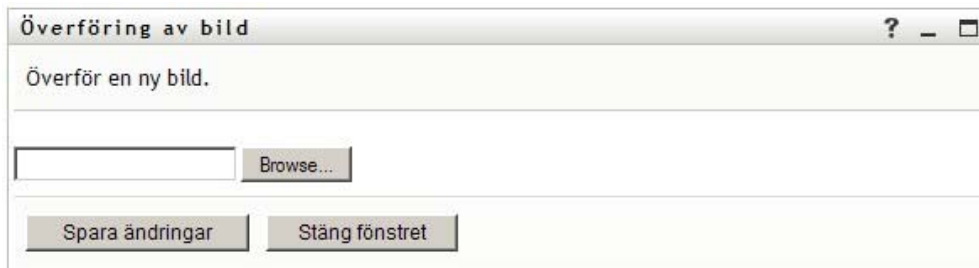 Överföring av bild ?
Överför en ny bild.
Browse...
Spara ändringar Stäng fönstret